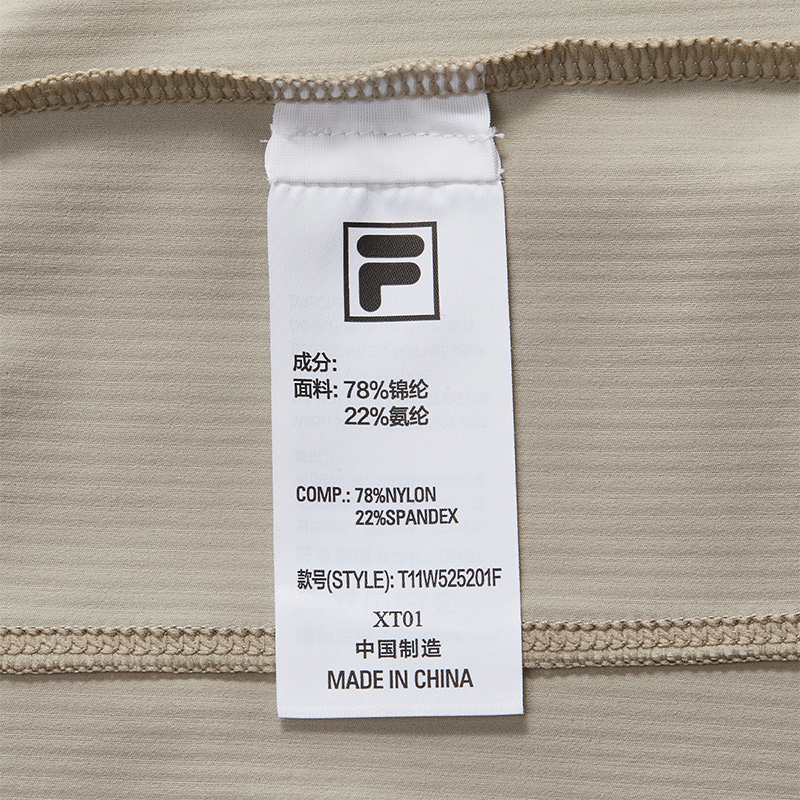 F
成分:
面料: 78%锦纶
22%氨纶
COMP.: 78%NYLON
22%SPANDEX
款号(STYLE): T11W525201F
XT01
中国制造
MADE IN CHINA